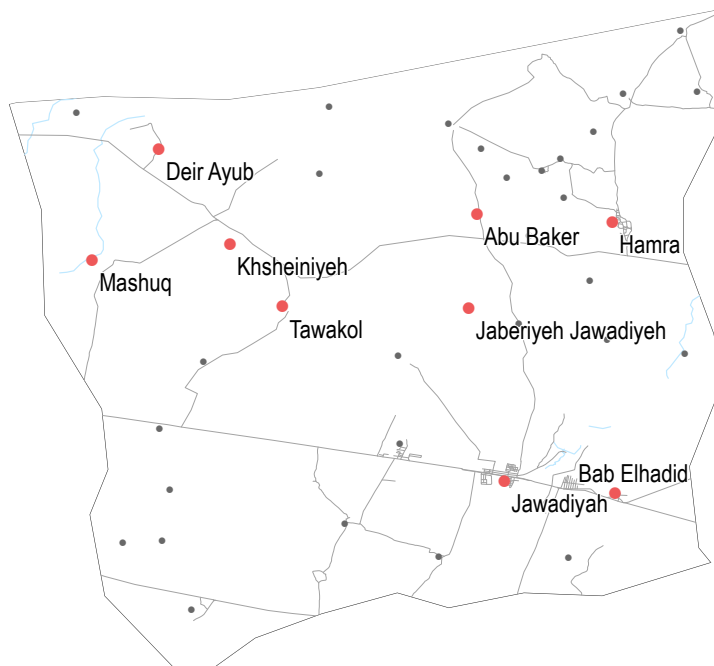 Deir Ayub
Abu Baker
Hamra
Khsheiniyeh
Mashuq
Tawakol
Jaberiyeh Jawadiyeh
Bab Elhadid
Jawadiyah